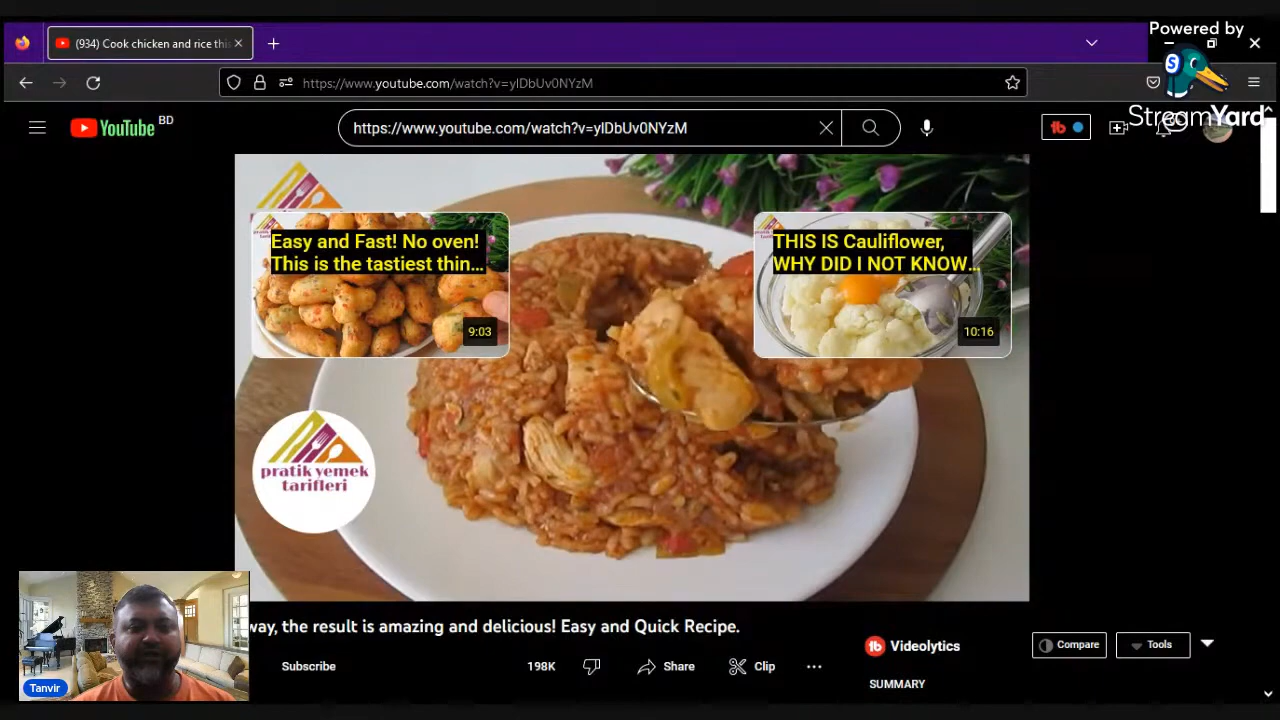 Powered by
StreamYard
(934) Cook chicken and rice this
https://www.youtube.com/watch?v=ylDbUv0NYzM
YouTube BD
https://www.youtube.com/watch?v=ylDbUv0NYzM
Easy and Fast! No oven!
This is the tastiest thin...
9:03
THIS IS Cauliflower,
WHY DID I NOT KNOW...
10:16
pratik yemek
tarifleri
way, the result is amazing and delicious! Easy and Quick Recipe.
Subscribe
198K
Share
Clip
Videolytics
Compare
Tools
SUMMARY
Tanvir